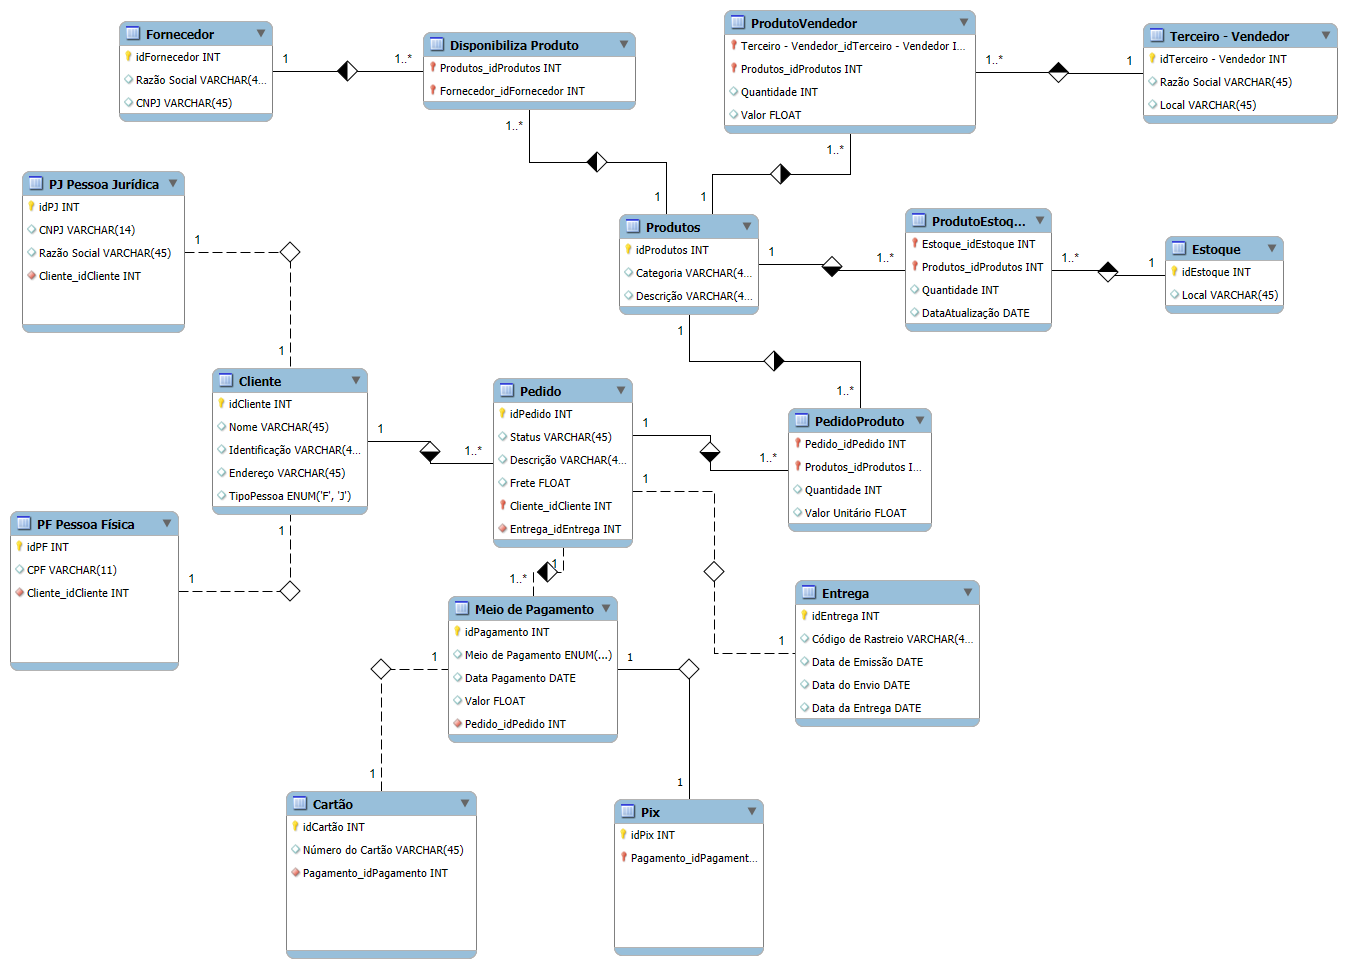 Fornecedor
idFornecedor INT
Razão Social VARCHAR(4...
CNPJ VARCHAR(45)
1
1..*
Disponibiliza Produto
Produtos_idProdutos INT
Fornecedor_idFornecedor INT
1..*
1
ProdutoVendedor
Terceiro - Vendedor_idTerceiro - Vendedor I...
Produtos_idProdutos INT
Quantidade INT
Valor FLOAT
1..*
1
1..*
1
Terceiro - Vendedor
idTerceiro - Vendedor INT
Razão Social VARCHAR(45)
Local VARCHAR(45)
PJ Pessoa Jurídica
idPJ INT
CNPJ VARCHAR(14)
Razão Social VARCHAR(45)
Cliente_idCliente INT
1
1
Produtos
idProdutos INT
Categoria VARCHAR(4...
Descrição VARCHAR(4...
1
1..*
ProdutoEstoq...
Estoque_idEstoque INT
Produtos_idProdutos INT
Quantidade INT
DataAtualização DATE
1..*
1
Estoque
idEstoque INT
Local VARCHAR(45)
1
1..*
Cliente
idCliente INT
Nome VARCHAR(45)
Identificação VARCHAR(4...
Endereço VARCHAR(45)
TipoPessoa ENUM('F', 'J')
1
1..*
Pedido
idPedido INT
Status VARCHAR(45)
Descrição VARCHAR(4...
Frete FLOAT
Cliente_idCliente INT
Entrega_idEntrega INT
1
1..*
1
1
PedidoProduto
Pedido_idPedido INT
Produtos_idProdutos I...
Quantidade INT
Valor Unitário FLOAT
PF Pessoa Física
idPF INT
CPF VARCHAR(11)
Cliente_idCliente INT
1
1
1
1..*
Meio de Pagamento
idPagamento INT
Meio de Pagamento ENUM(...)
Data Pagamento DATE
Valor FLOAT
Pedido_idPedido INT
1
1
1
1
Entrega
idEntrega INT
Código de Rastreio VARCHAR(4...
Data de Emissão DATE
Data do Envio DATE
Data da Entrega DATE
Cartão
idCartão INT
Número do Cartão VARCHAR(45)
Pagamento_idPagamento INT
Pix
idPix INT
Pagamento_idPagament...